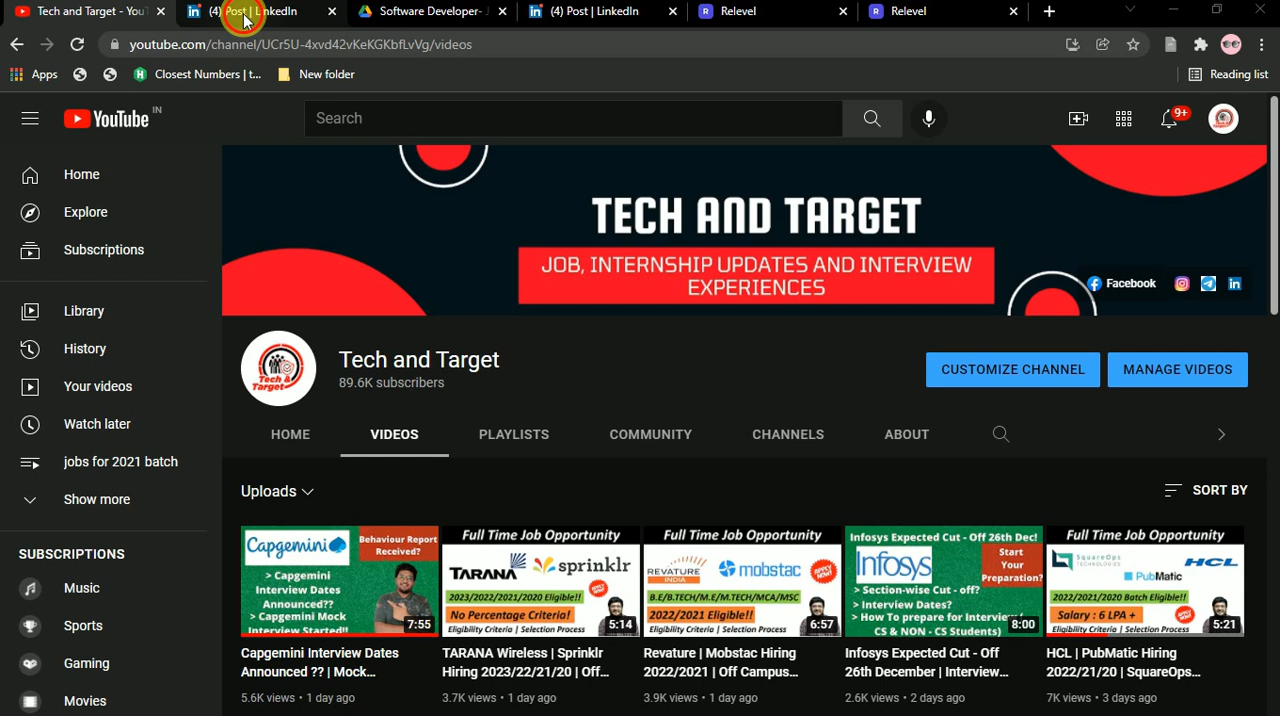 Tech and Target - YouT
(4) Post | LinkedIn
Software Developer- J
(4) Post | LinkedIn
Relevel
Relevel
youtube.com/channel/UCr5U-4xvd42vKeKGKbfLvVg/videos
Apps
Closest Numbers | t...
New folder
Reading list
YouTube IN
Search
9+
Home
Explore
Subscriptions
Library
History
Your videos
Watch later
jobs for 2021 batch
Show more
SUBSCRIPTIONS
Music
Sports
Gaming
Movies
TECH AND TARGET
JOB, INTERNSHIP UPDATES AND INTERVIEW
EXPERIENCES
Facebook
Tech &
Target
Tech and Target
89.6K subscribers
CUSTOMIZE CHANNEL
MANAGE VIDEOS
HOME
VIDEOS
PLAYLISTS
COMMUNITY
CHANNELS
ABOUT
Uploads
SORT BY
Capgemini
Behaviour Report
Received?
> Capgemini
Interview Dates
Announced??
> Capgemini Mock
Interview Started!!
7:55
Capgemini Interview Dates
Announced ?? | Mock...
5.6K views • 1 day ago
Full Time Job Opportunity
TARANA
WIRELESS
sprinklr
APPLY NOW!
2023/2022/2021/2020 Eligible!!
No Percentage Criteria!
Eligibility Criteria | Selection Process
5:14
TARANA Wireless | Sprinklr
Hiring 2023/22/21/20 | Off...
3.7K views • 1 day ago
Full Time Job Opportunity
REVATURE
INDIA
mobstac
APPLY NOW!
B.E/B.TECH/M.E/M.TECH/MCA/MSC
2022/2021 Eligible!!
Eligibility Criteria | Selection Process
6:57
Revature | Mobstac Hiring
2022/2021 | Off Campus...
3.9K views • 1 day ago
Infosys Expected Cut - Off 26th Dec!
Infosys
Start
Your
Preparation?
> Section-wise Cut - off?
> Interview Dates?
> How To prepare for Interview
CS & NON - CS Students)
8:00
Infosys Expected Cut - Off
26th December | Interview...
2.6K views • 2 days ago
Full Time Job Opportunity
SquareOps
TECHNOLOGIES
HCL
PubMatic
2022/2021/2020 Batch Eligible!!
Salary : 6 LPA +
Eligibility Criteria | Selection Process
5:21
HCL | PubMatic Hiring
2022/21/20 | SquareOps...
7K views • 3 days ago